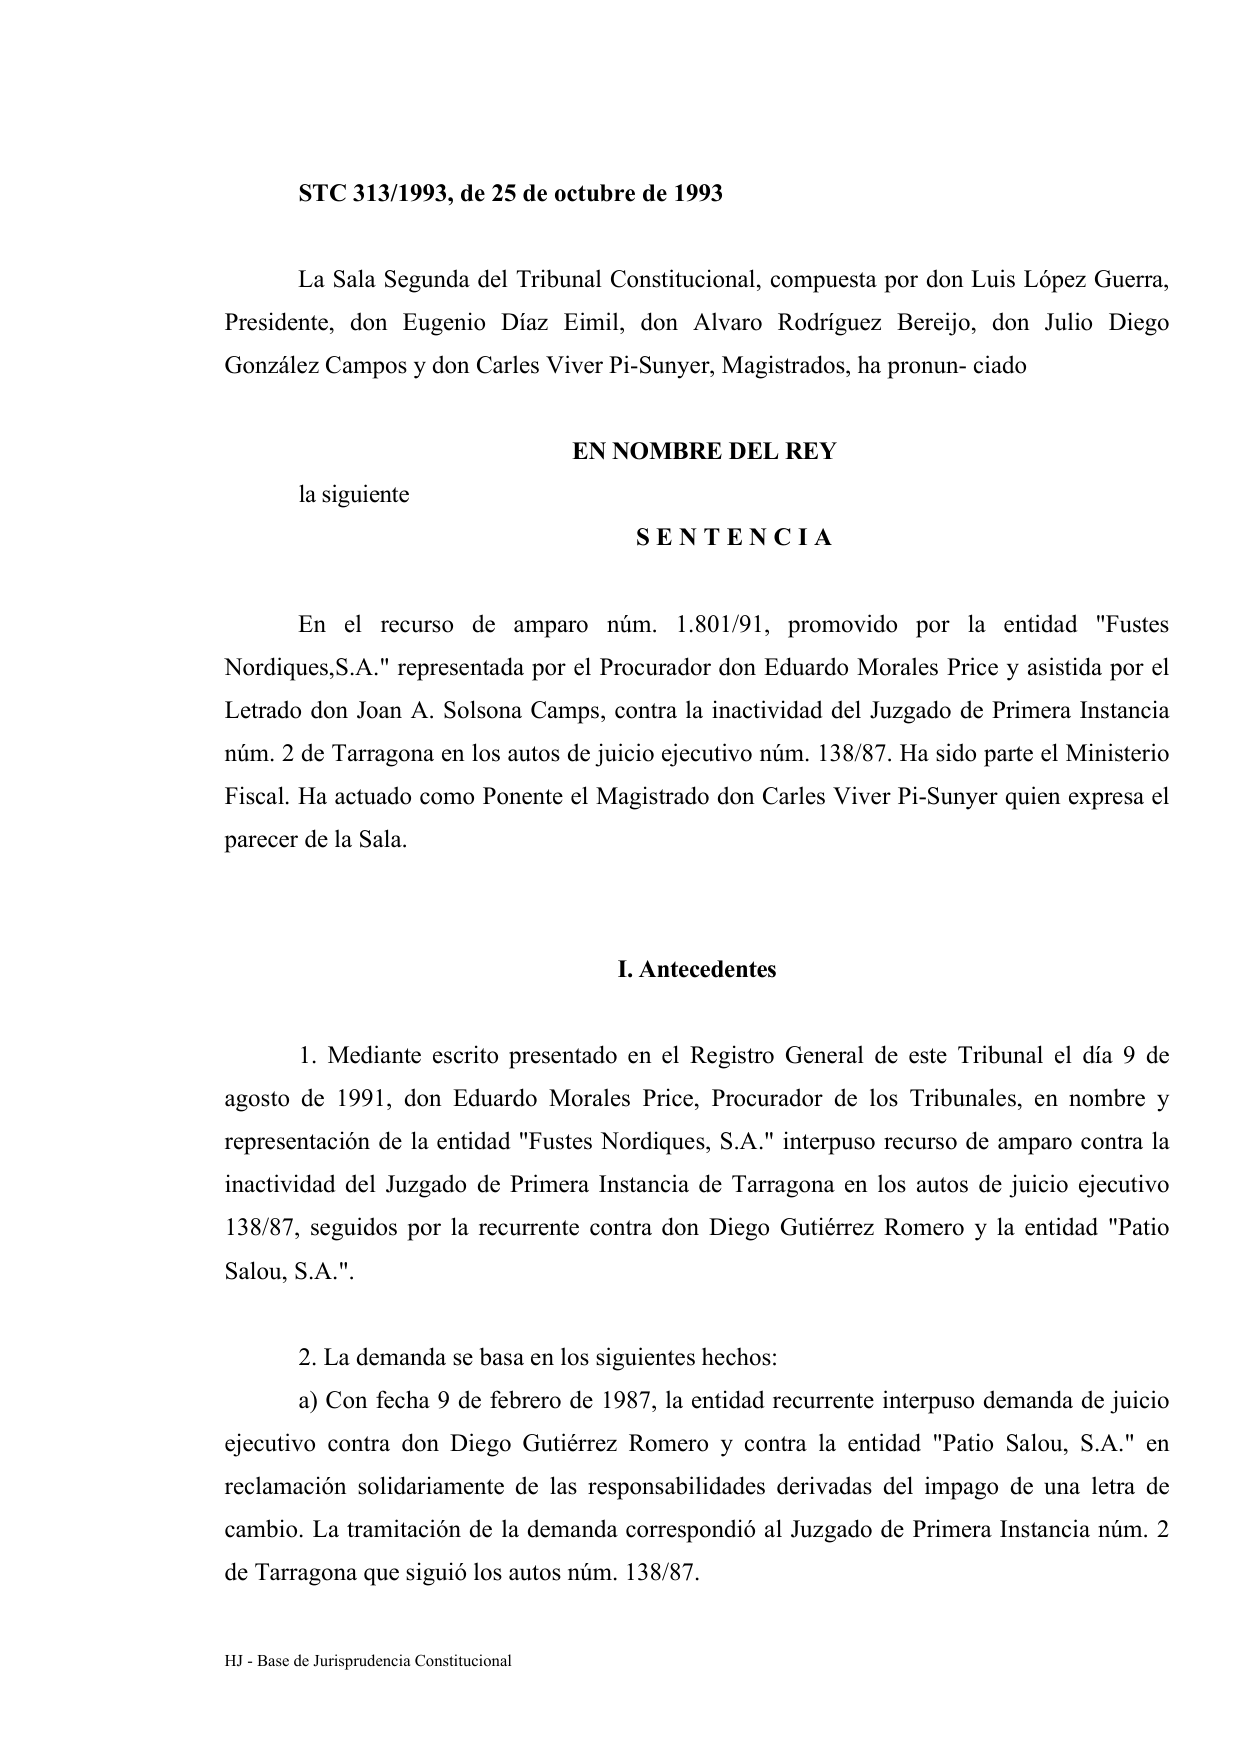 STC 313/1993, de 25 de octubre de 1993
La Sala Segunda del Tribunal Constitucional, compuesta por don Luis López Guerra,
Presidente, don Eugenio Díaz Eimil, don Alvaro Rodríguez Bereijo, don Julio Diego
González Campos y don Carles Viver Pi-Sunyer, Magistrados, ha pronun- ciado
EN NOMBRE DEL REY
la siguiente
S E N T E N C I A
En el recurso de amparo núm. 1.801/91, promovido por la entidad "Fustes
Nordiques,S.A." representada por el Procurador don Eduardo Morales Price y asistida por el
Letrado don Joan A. Solsona Camps, contra la inactividad del Juzgado de Primera Instancia
núm. 2 de Tarragona en los autos de juicio ejecutivo núm. 138/87. Ha sido parte el Ministerio
Fiscal. Ha actuado como Ponente el Magistrado don Carles Viver Pi-Sunyer quien expresa el
parecer de la Sala.
I. Antecedentes
1. Mediante escrito presentado en el Registro General de este Tribunal el día 9 de
agosto de 1991, don Eduardo Morales Price, Procurador de los Tribunales, en nombre y
representación de la entidad "Fustes Nordiques, S.A." interpuso recurso de amparo contra la
inactividad del Juzgado de Primera Instancia de Tarragona en los autos de juicio ejecutivo
138/87, seguidos por la recurrente contra don Diego Gutiérrez Romero y la entidad "Patio
Salou, S.A.".
2. La demanda se basa en los siguientes hechos:
a) Con fecha 9 de febrero de 1987, la entidad recurrente interpuso demanda de juicio
ejecutivo contra don Diego Gutiérrez Romero y contra la entidad "Patio Salou, S.A." en
reclamación solidariamente de las responsabilidades derivadas del impago de una letra de
cambio. La tramitación de la demanda correspondió al Juzgado de Primera Instancia núm. 2
de Tarragona que siguió los autos núm. 138/87.
HJ - Base de Jurisprudencia Constitucional